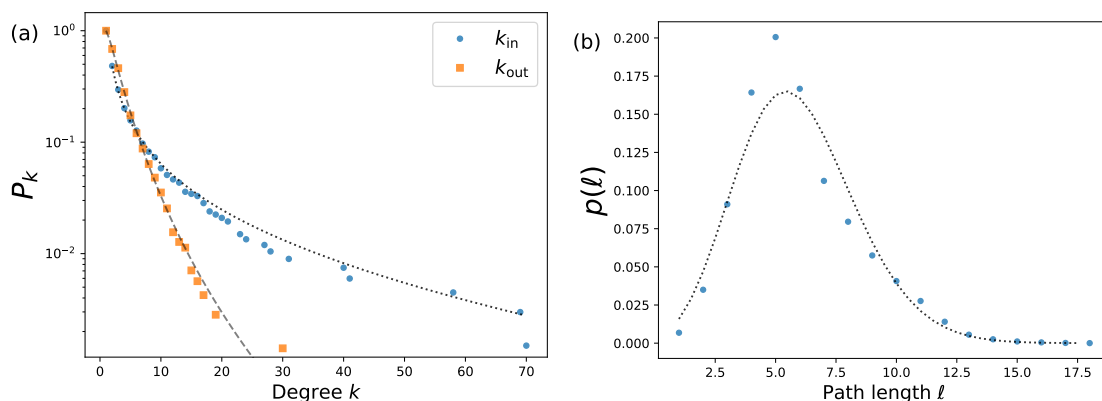 (a)
P_k
10^0
10^{-1}
10^{-2}
k_in
k_out
0 10 20 30 40 50 60 70
Degree k
(b)
p(ℓ)
0.200
0.175
0.150
0.125
0.100
0.075
0.050
0.025
0.000
2.5 5.0 7.5 10.0 12.5 15.0 17.5
Path length ℓ